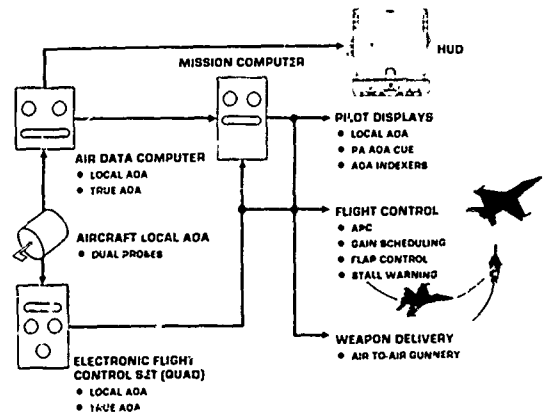 HUD
MISSION COMPUTER
PILOT DISPLAYS
• LOCAL AOA
• PA AOA CUE
• AOA INDEXERS
AIR DATA COMPUTER
• LOCAL AOA
• TRUE AOA
FLIGHT CONTROL
• APC
• GAIN SCHEDULING
• FLAP CONTROL
• STALL WARNING
AIRCRAFT LOCAL AOA
• DUAL PROBES
WEAPON DELIVERY
• AIR-TO-AIR GUNNERY
ELECTRONIC FLIGHT
CONTROL SET (QUAD)
• LOCAL AOA
• TRUE AOA